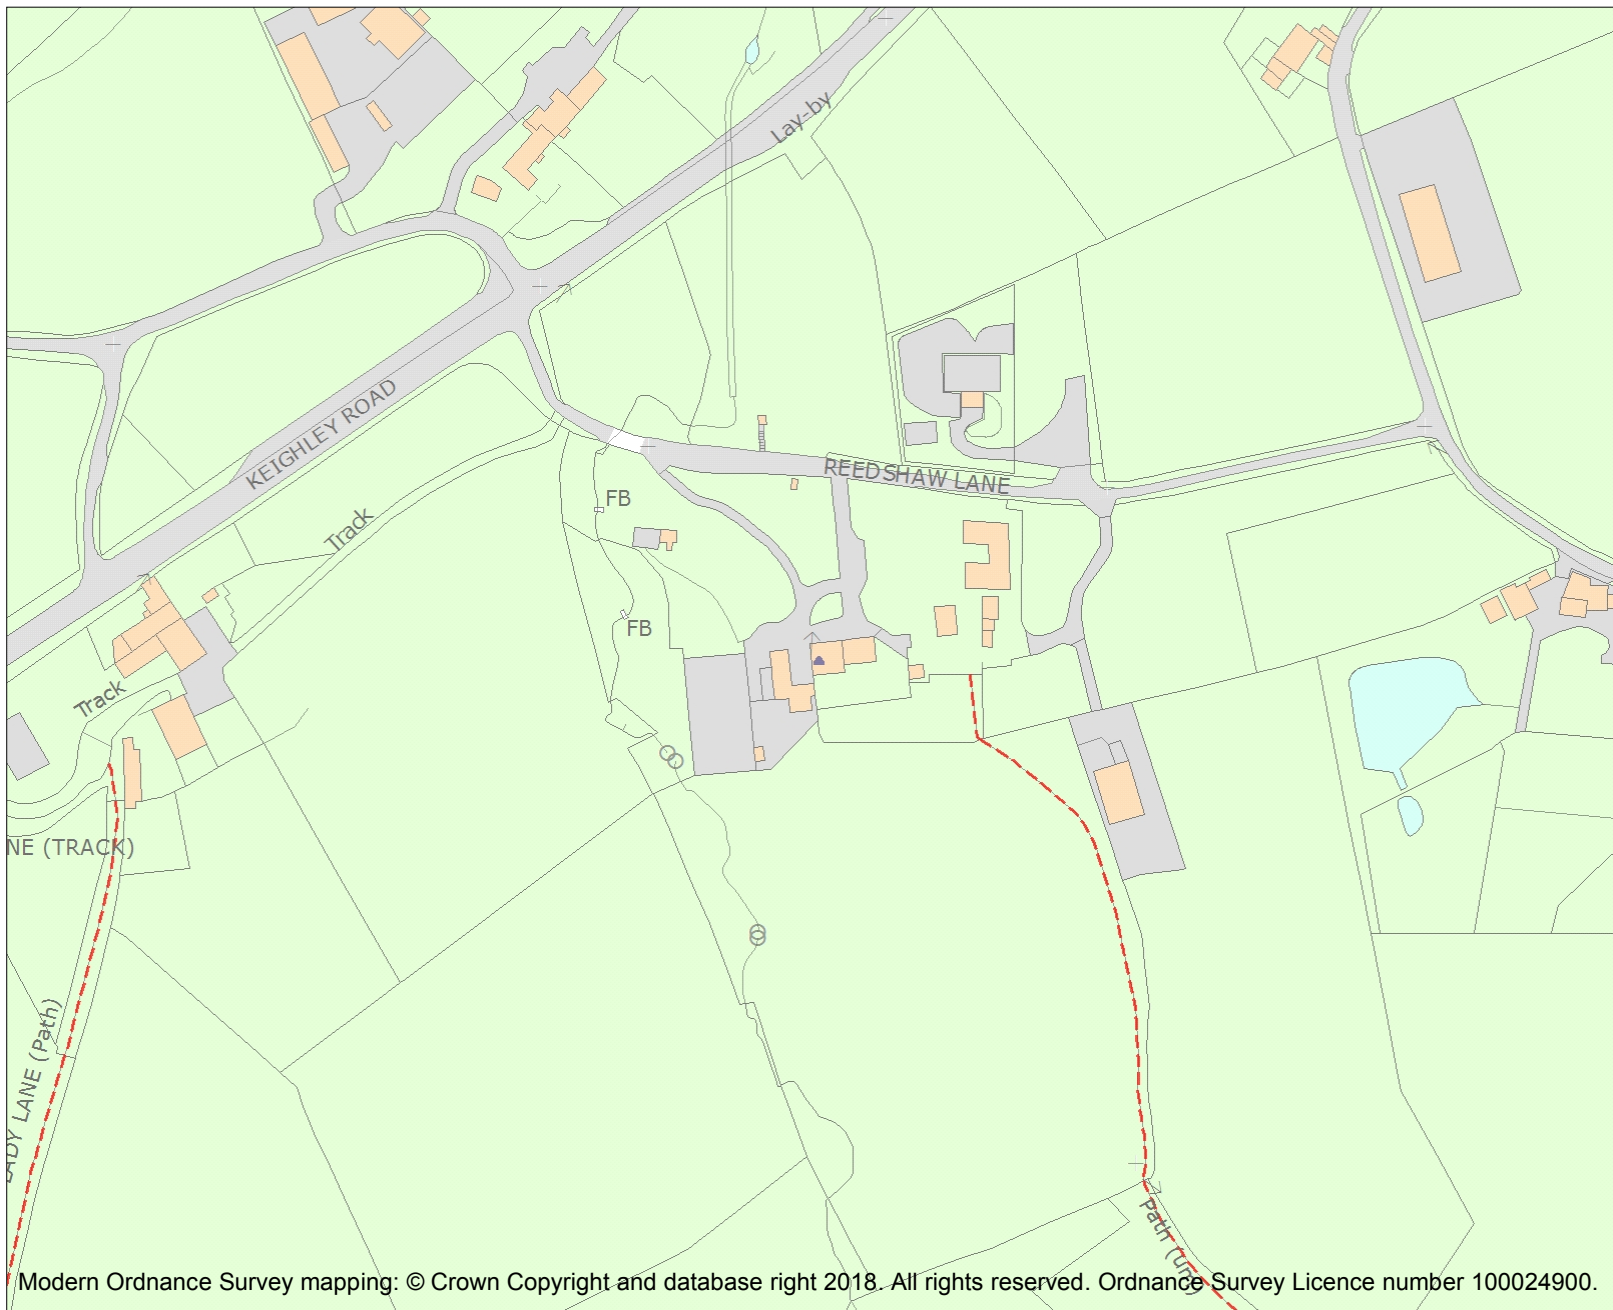 Lay-by
KEIGHLEY ROAD
REEDSHAW LANE
FB
Track
FB
Track
NE (TRACK)
ADY LANE (Path)
Path (un)
Modern Ordnance Survey mapping: © Crown Copyright and database right 2018. All rights reserved. Ordnance Survey Licence number 100024900.